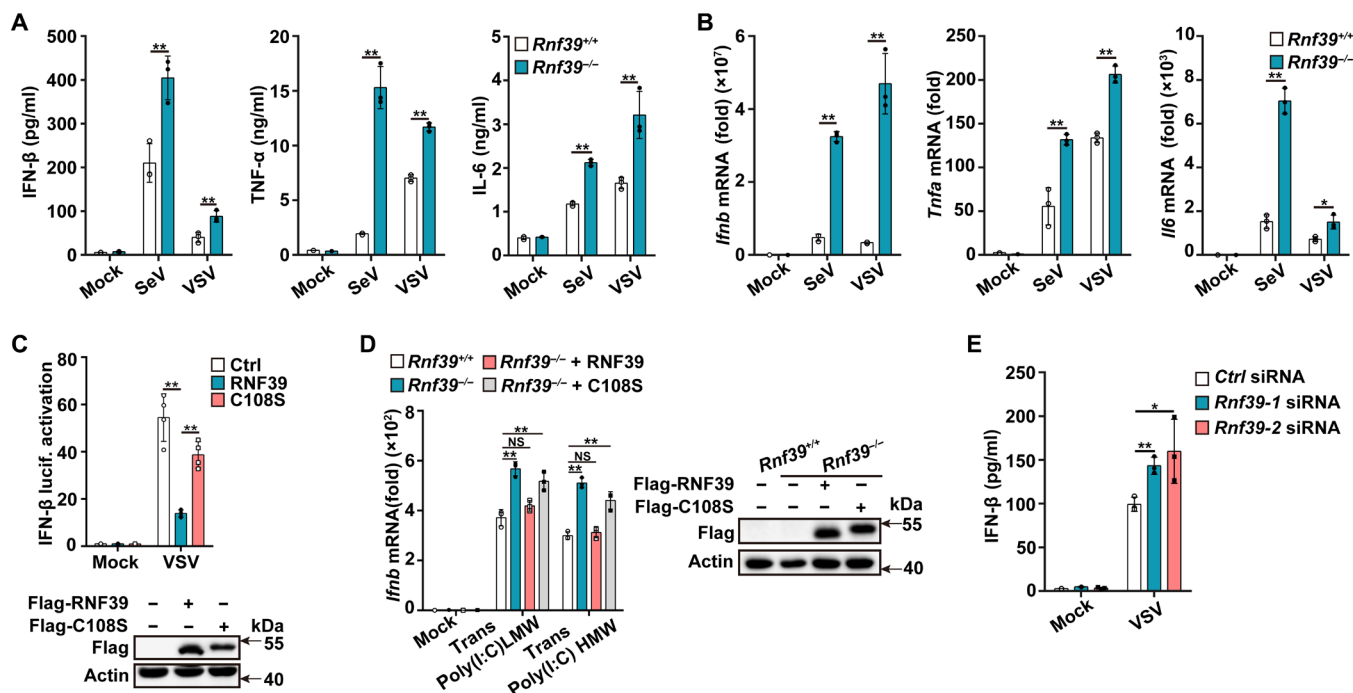 A
IFN-β (pg/ml)
500
400
300
200
100
0
**
**
Mock
SeV
VSV
TNF-α (ng/ml)
20
15
10
5
0
**
**
Mock
SeV
VSV
IL-6 (ng/ml)
5
4
3
2
1
0
Rnf39+/+
Rnf39–/–
**
**
Mock
SeV
VSV
B
Ifnb mRNA (fold) (×10⁷)
6
4
2
0
**
**
Mock
SeV
VSV
Tnfa mRNA (fold)
250
200
150
100
50
0
**
**
Mock
SeV
VSV
Il6 mRNA (fold) (×10³)
10
8
6
4
2
0
Rnf39+/+
Rnf39–/–
**
*
Mock
SeV
VSV
C
IFN-β lucif. activation
80
60
40
20
0
Ctrl
RNF39
C108S
**
**
Mock
VSV
Flag-RNF39 – + –
Flag-C108S – – + kDa
Flag 55
Actin 40
D
Rnf39+/+ Rnf39–/– + RNF39
Rnf39–/– Rnf39–/– + C108S
Ifnb mRNA(fold) (×10²)
8
6
4
2
0
**
NS
**
**
NS
**
Mock
Trans
Poly(I:C)LMW
Trans
Poly(I:C) HMW
Rnf39+/+ Rnf39–/–
Flag-RNF39 – – + –
Flag-C108S – – – + kDa
Flag 55
Actin 40
E
IFN-β (pg/ml)
250
200
150
100
50
0
Ctrl siRNA
Rnf39-1 siRNA
Rnf39-2 siRNA
*
**
Mock
VSV